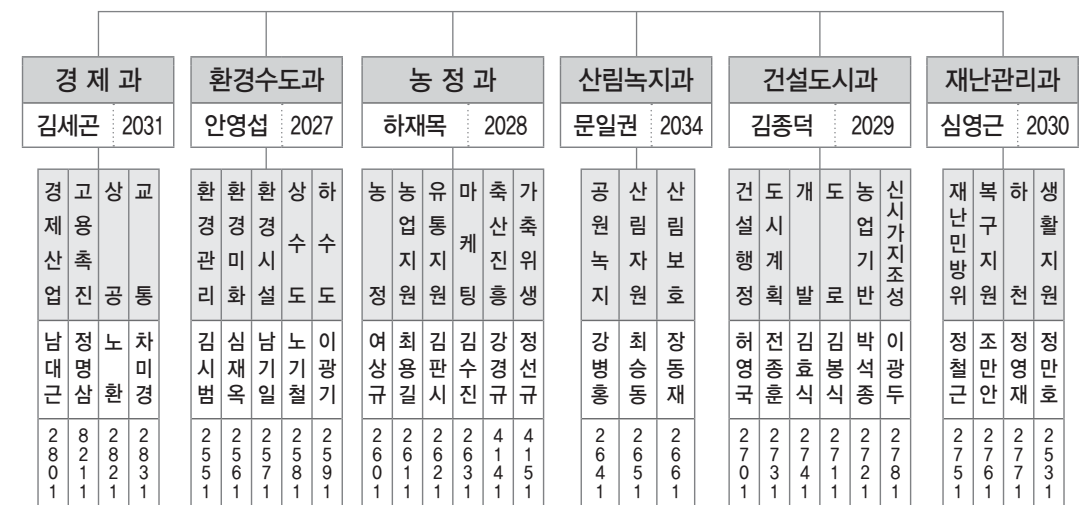 경 제 과
김세곤 2031
경제산업 남대근 2801
고용촉진 정명삼 8211
상공 노환 2821
교통 차미경 2831
환경수도과
안영섭 2027
환경관리 김시범 2551
환경미화 심재옥 2561
환경시설 남기일 2571
상수도 노기철 2581
하수도 이광기 2591
농 정 과
하재목 2028
농정 여상규 2601
농업지원 최용길 2611
유통지원 김판시 2621
마케팅 김수진 2631
축산진흥 강경규 4141
가축위생 정선규 4151
산림녹지과
문일권 2034
공원녹지 강병홍 2641
산림자원 최승동 2651
산림보호 장동재 2661
건설도시과
김종덕 2029
건설행정 허영국 2701
도시계획 전종훈 2731
개발 김효식 2741
도로 김봉식 2711
농업기반 박석종 2721
신시가지조성 이광두 2781
재난관리과
심영근 2030
재난민방위 정철근 2751
복구지원 조만안 2761
하천 정영재 2771
생활지원 정만호 2531